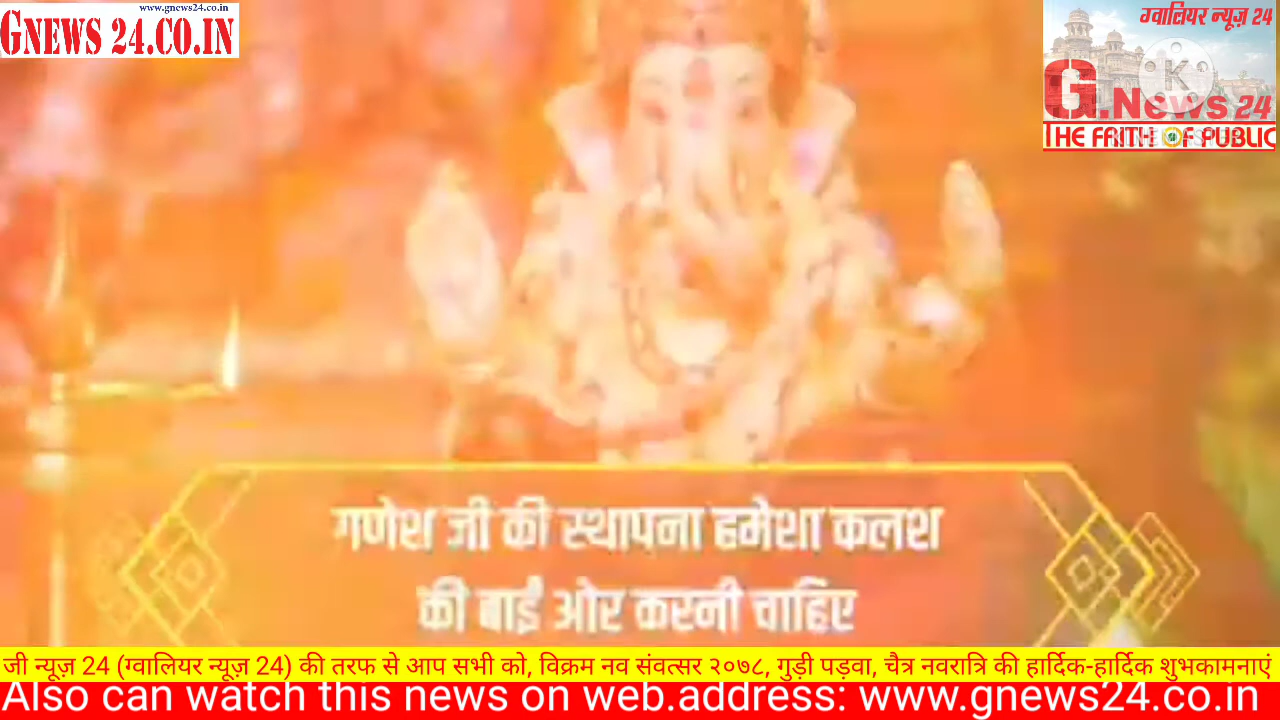 www.gnews24.co.in
GNEWS 24.CO.IN
ग्वालियर न्यूज़ 24
K
G.News 24
THE FAITH OF PUBLIC
गणेश जी की स्थापना हमेशा कलश
की बाईं ओर करनी चाहिए
जी न्यूज़ 24 (ग्वालियर न्यूज़ 24) की तरफ से आप सभी को, विक्रम नव संवत्सर २०७८, गुड़ी पड़वा, चैत्र नवरात्रि की हार्दिक-हार्दिक शुभकामनाएं
Also can watch this news on web.address: www.gnews24.co.in